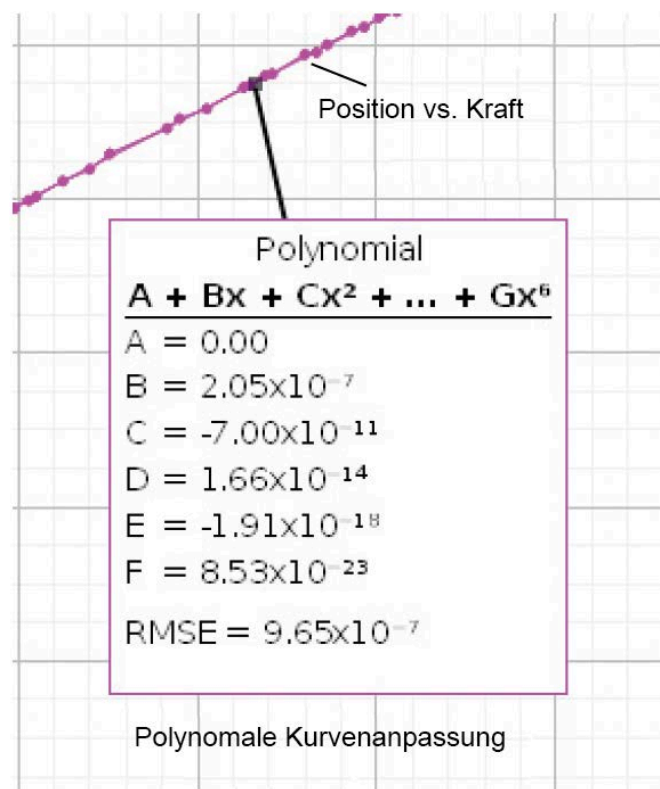 Position vs. Kraft
Polynomial
A + Bx + Cx² + ... + Gx⁶
A = 0.00
B = 2.05x10⁻⁷
C = -7.00x10⁻¹¹
D = 1.66x10⁻¹⁴
E = -1.91x10⁻¹⁸
F = 8.53x10⁻²³
RMSE = 9.65x10⁻⁷
Polynomale Kurvenanpassung